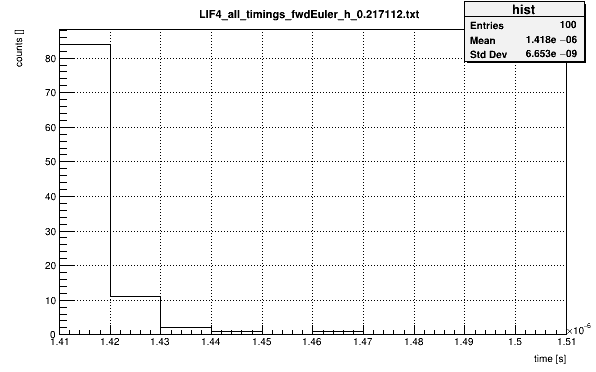 LIF4_all_timings_fwdEuler_h_0.217112.txt
hist
Entries 100
Mean 1.418e −06
Std Dev 6.653e −09
counts []
80
70
60
50
40
30
20
10
0
1.41 1.42 1.43 1.44 1.45 1.46 1.47 1.48 1.49 1.5 1.51
×10−6
time [s]